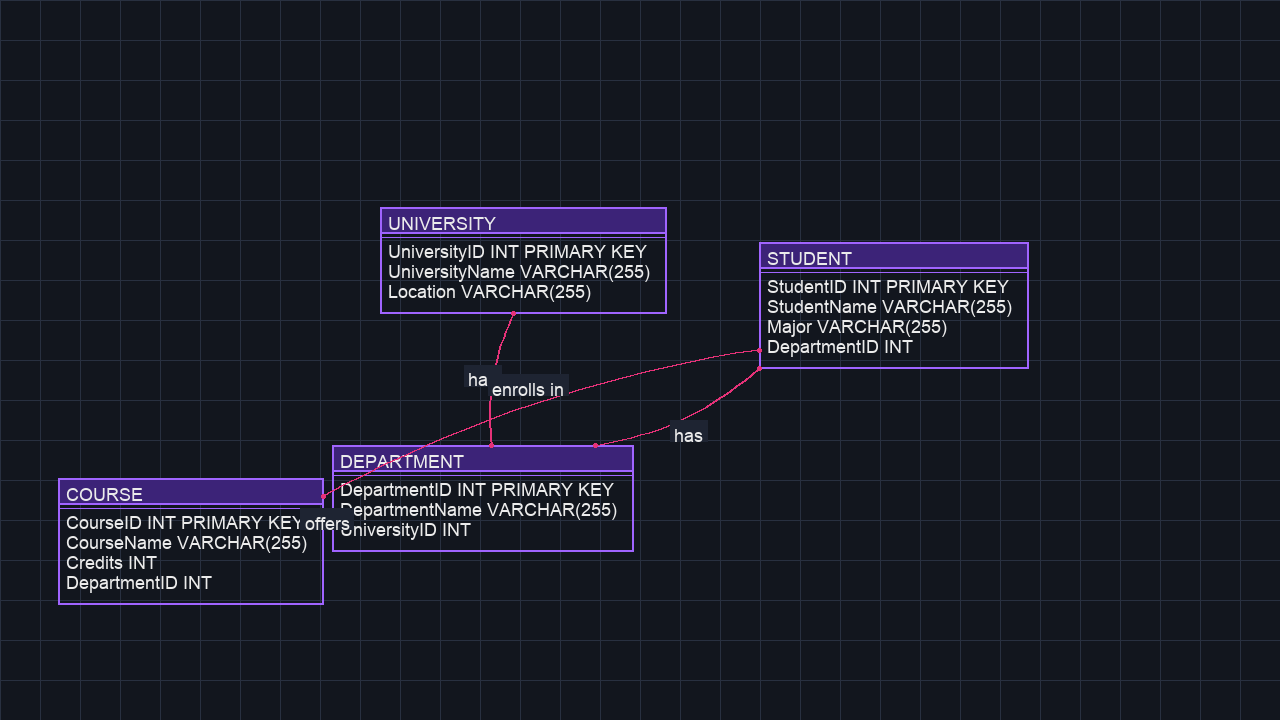 UNIVERSITY
UniversityID INT PRIMARY KEY
UniversityName VARCHAR(255)
Location VARCHAR(255)
STUDENT
StudentID INT PRIMARY KEY
StudentName VARCHAR(255)
Major VARCHAR(255)
DepartmentID INT
ha
enrolls in
has
DEPARTMENT
DepartmentID INT PRIMARY KEY
DepartmentName VARCHAR(255)
UniversityID INT
COURSE
CourseID INT PRIMARY KEY
CourseName VARCHAR(255)
Credits INT
DepartmentID INT
offers